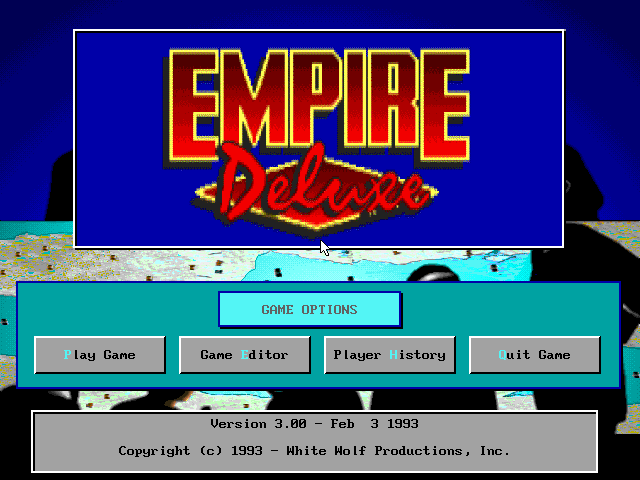 EMPIRE
Deluxe
GAME OPTIONS
Play Game
Game Editor
Player History
Quit Game
Version 3.00 - Feb  3 1993
Copyright (c) 1993 - White Wolf Productions, Inc.